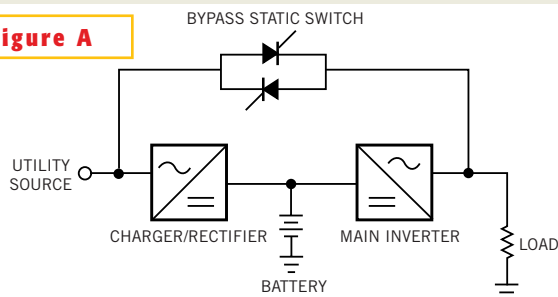 igure A
BYPASS STATIC SWITCH
UTILITY
SOURCE
CHARGER/RECTIFIER
MAIN INVERTER
LOAD
BATTERY